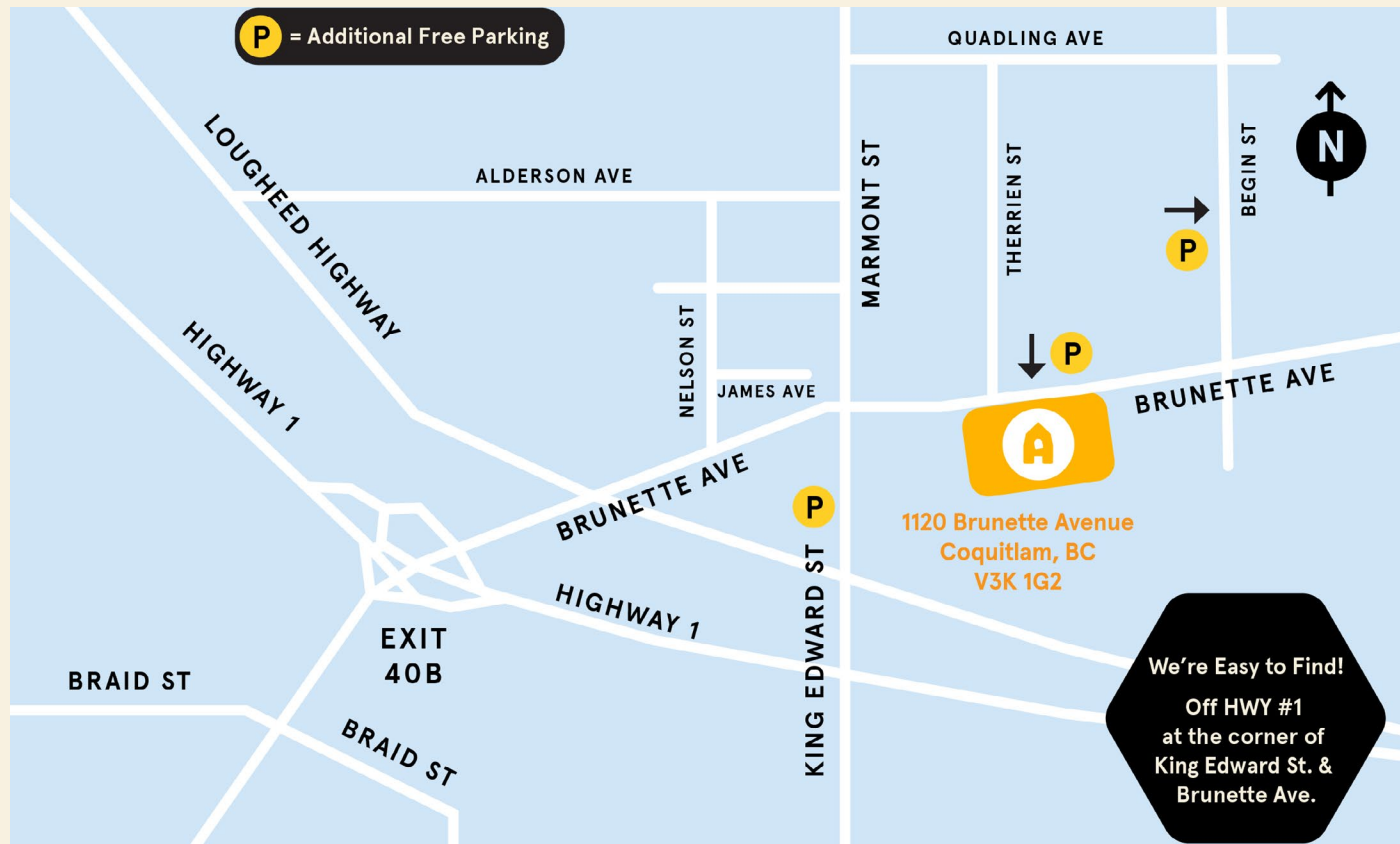 P = Additional Free Parking
QUADLING AVE
LOUGHEED HIGHWAY
ALDERSON AVE
MARMONT ST
THERRIEN ST
BEGIN ST
N
P
HIGHWAY 1
NELSON ST
JAMES AVE
P
BRUNETTE AVE
BRUNETTE AVE
A
P
1120 Brunette Avenue
Coquitlam, BC
V3K 1G2
HIGHWAY 1
KING EDWARD ST
EXIT
40B
BRAID ST
BRAID ST
We're Easy to Find!
Off HWY #1
at the corner of
King Edward St. &
Brunette Ave.